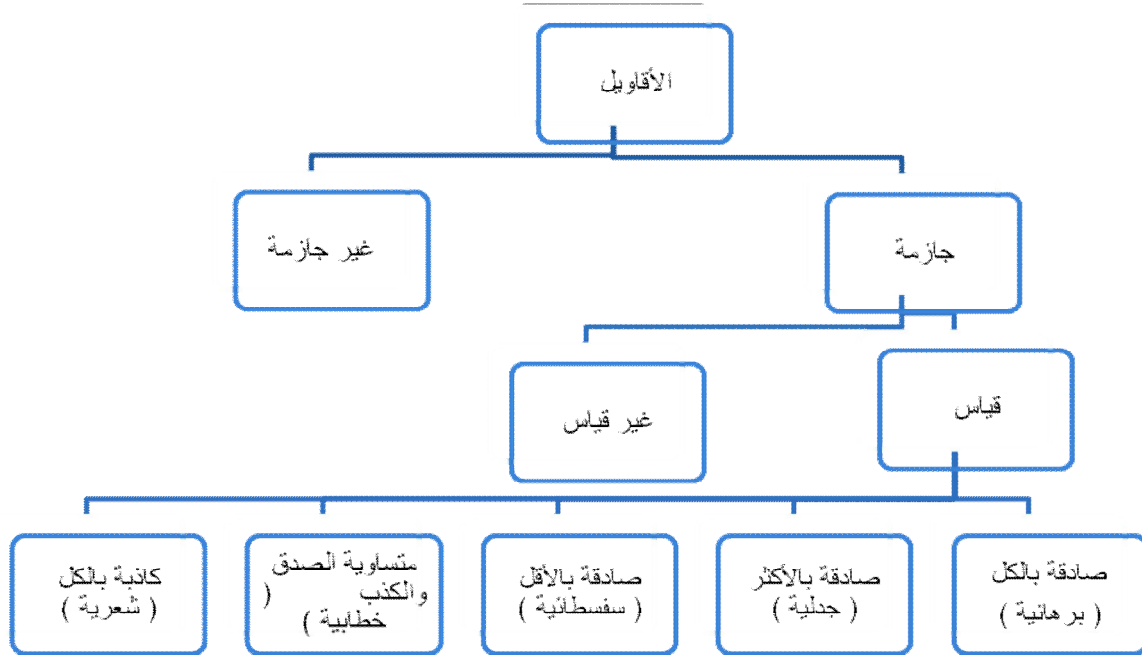 الأقاويل
جازمة
غير جازمة
قياس
غير قياس
صادقة بالكل
( برهانية )
صادقة بالأكثر
( جدلية )
صادقة بالأقل
( سفسطائية )
متساوية الصدق
والكذب (
خطابية )
كاذبة بالكل
( شعرية )